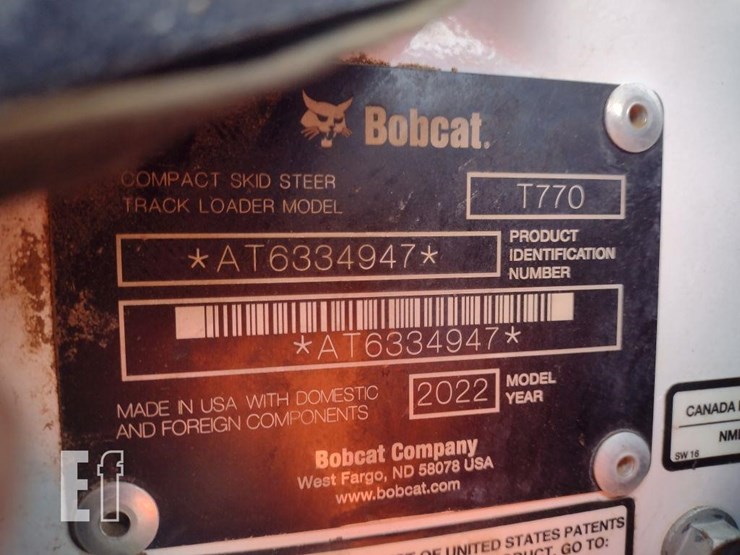 Bobcat.
COMPACT SKID STEER
TRACK LOADER MODEL
T770
*AT6334947*
PRODUCT
IDENTIFICATION
NUMBER
*AT6334947*
MADE IN USA WITH DOMESTIC
AND FOREIGN COMPONENTS
2022
MODEL
YEAR
Bobcat Company
West Fargo, ND 58078 USA
www.bobcat.com
CANADA
NM
SW 16
OF UNITED STATES PATENTS
GO TO:
Ef